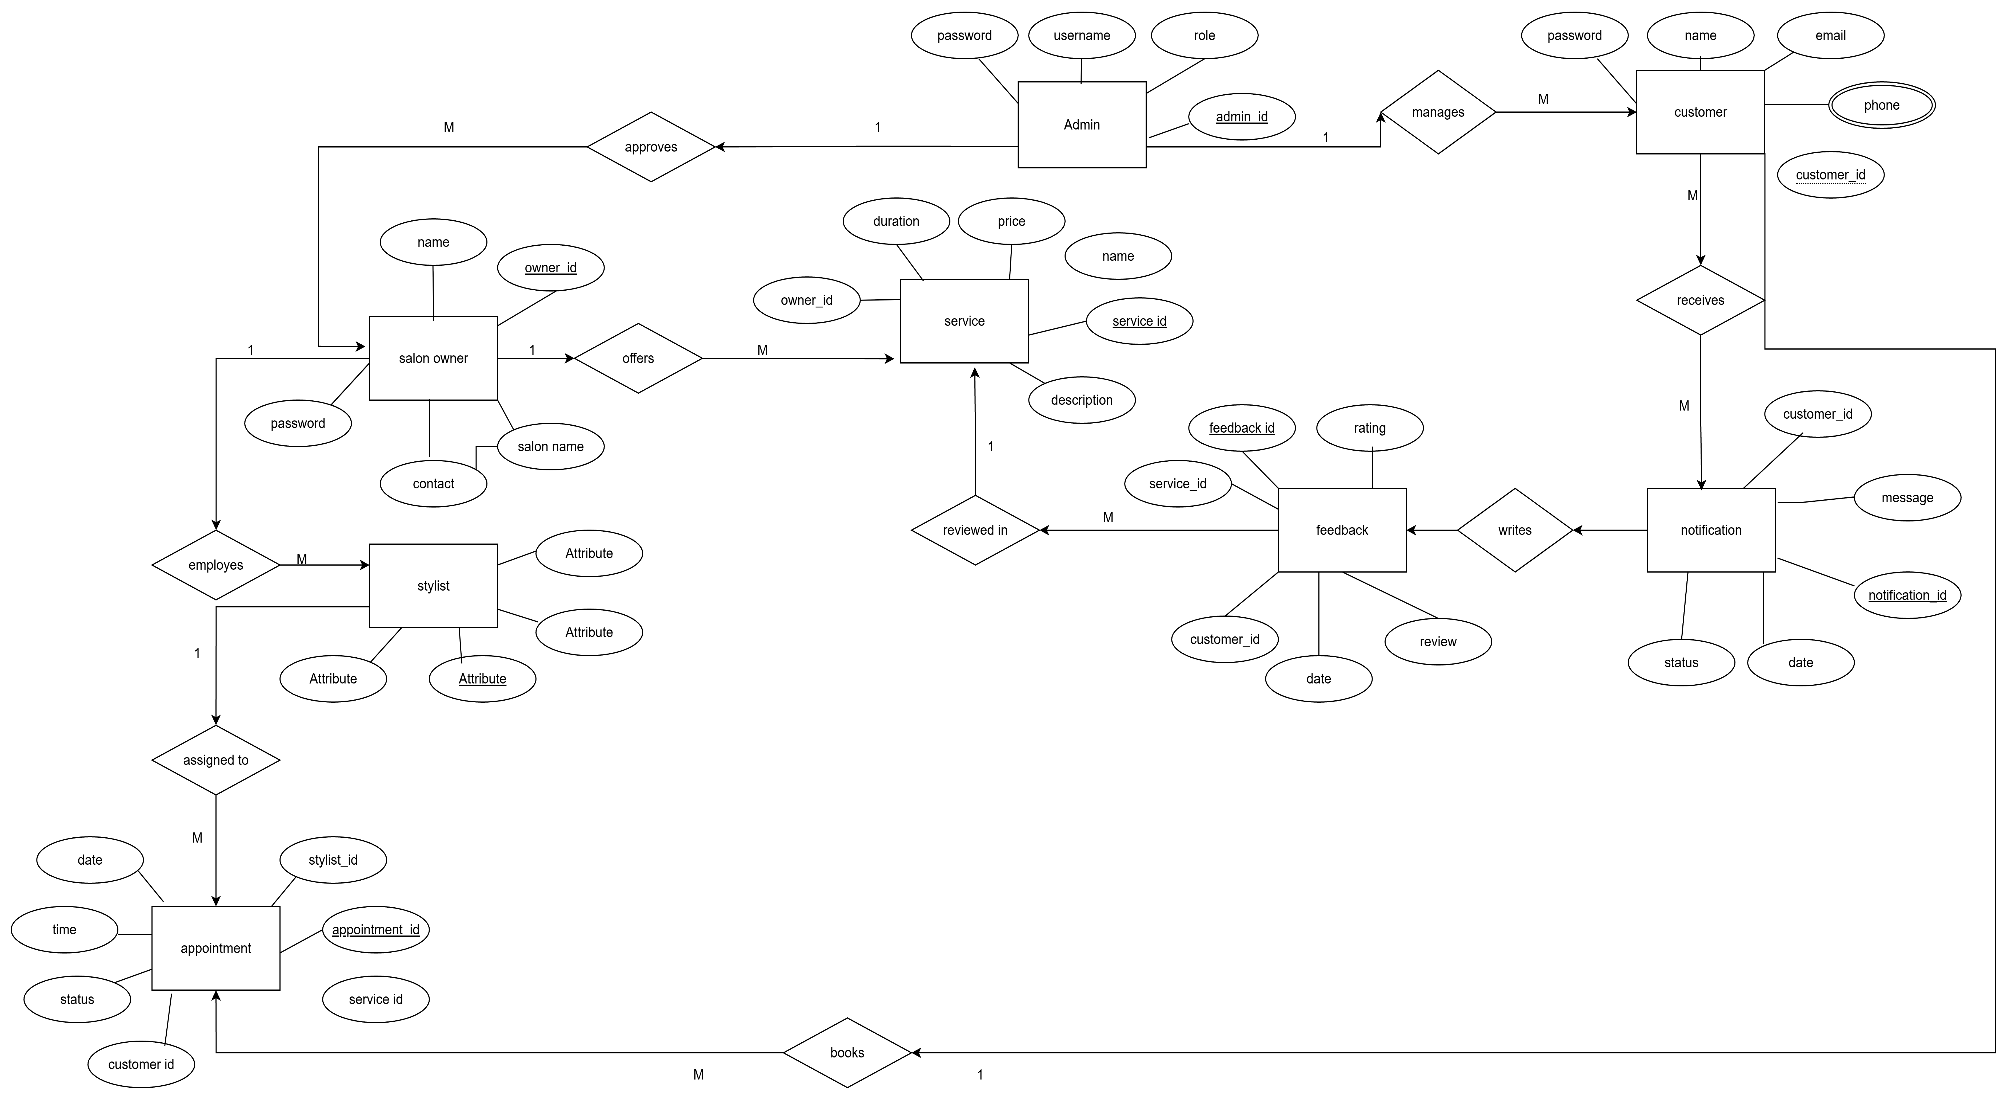 password
username
role
password
name
email
Admin
admin_id
manages
M
customer
phone
M
approves
1
1
customer_id
M
name
owner_id
duration
price
name
receives
owner_id
service
service id
1
salon owner
1
offers
M
description
M
customer_id
password
salon name
contact
1
feedback id
rating
service_id
message
reviewed in
M
feedback
writes
notification
employes
M
stylist
Attribute
Attribute
notification_id
1
Attribute
Attribute
customer_id
date
review
status
date
assigned to
M
date
stylist_id
time
appointment
appointment_id
status
service id
customer id
books
M
1